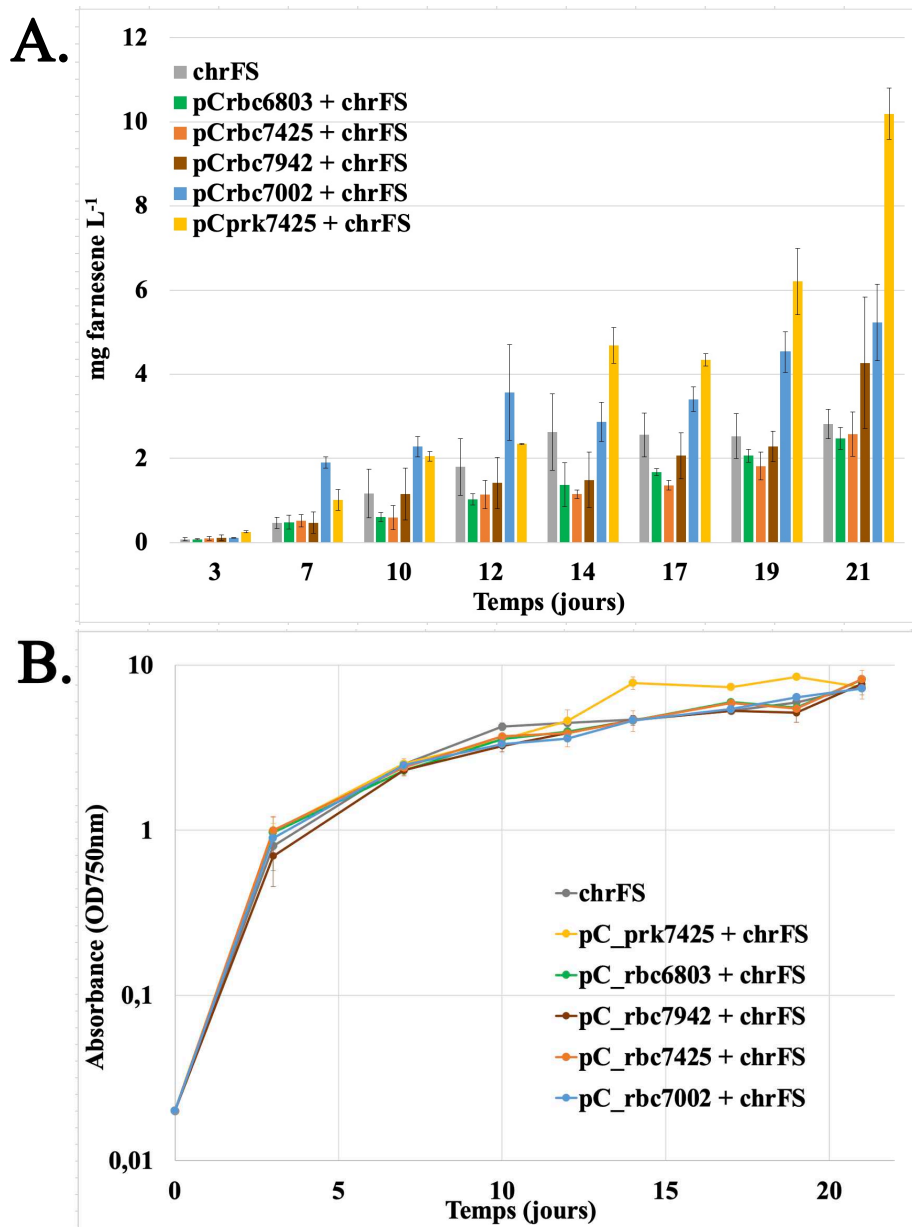 A.
12
10
8
6
4
2
0
mg farnesene L-1
chrFS
pCrbc6803 + chrFS
pCrbc7425 + chrFS
pCrbc7942 + chrFS
pCrbc7002 + chrFS
pCprk7425 + chrFS
3 7 10 12 14 17 19 21
Temps (jours)
B.
10
1
0,1
0,01
Absorbance (OD750nm)
chrFS
pC_prk7425 + chrFS
pC_rbc6803 + chrFS
pC_rbc7942 + chrFS
pC_rbc7425 + chrFS
pC_rbc7002 + chrFS
0 5 10 15 20
Temps (jours)